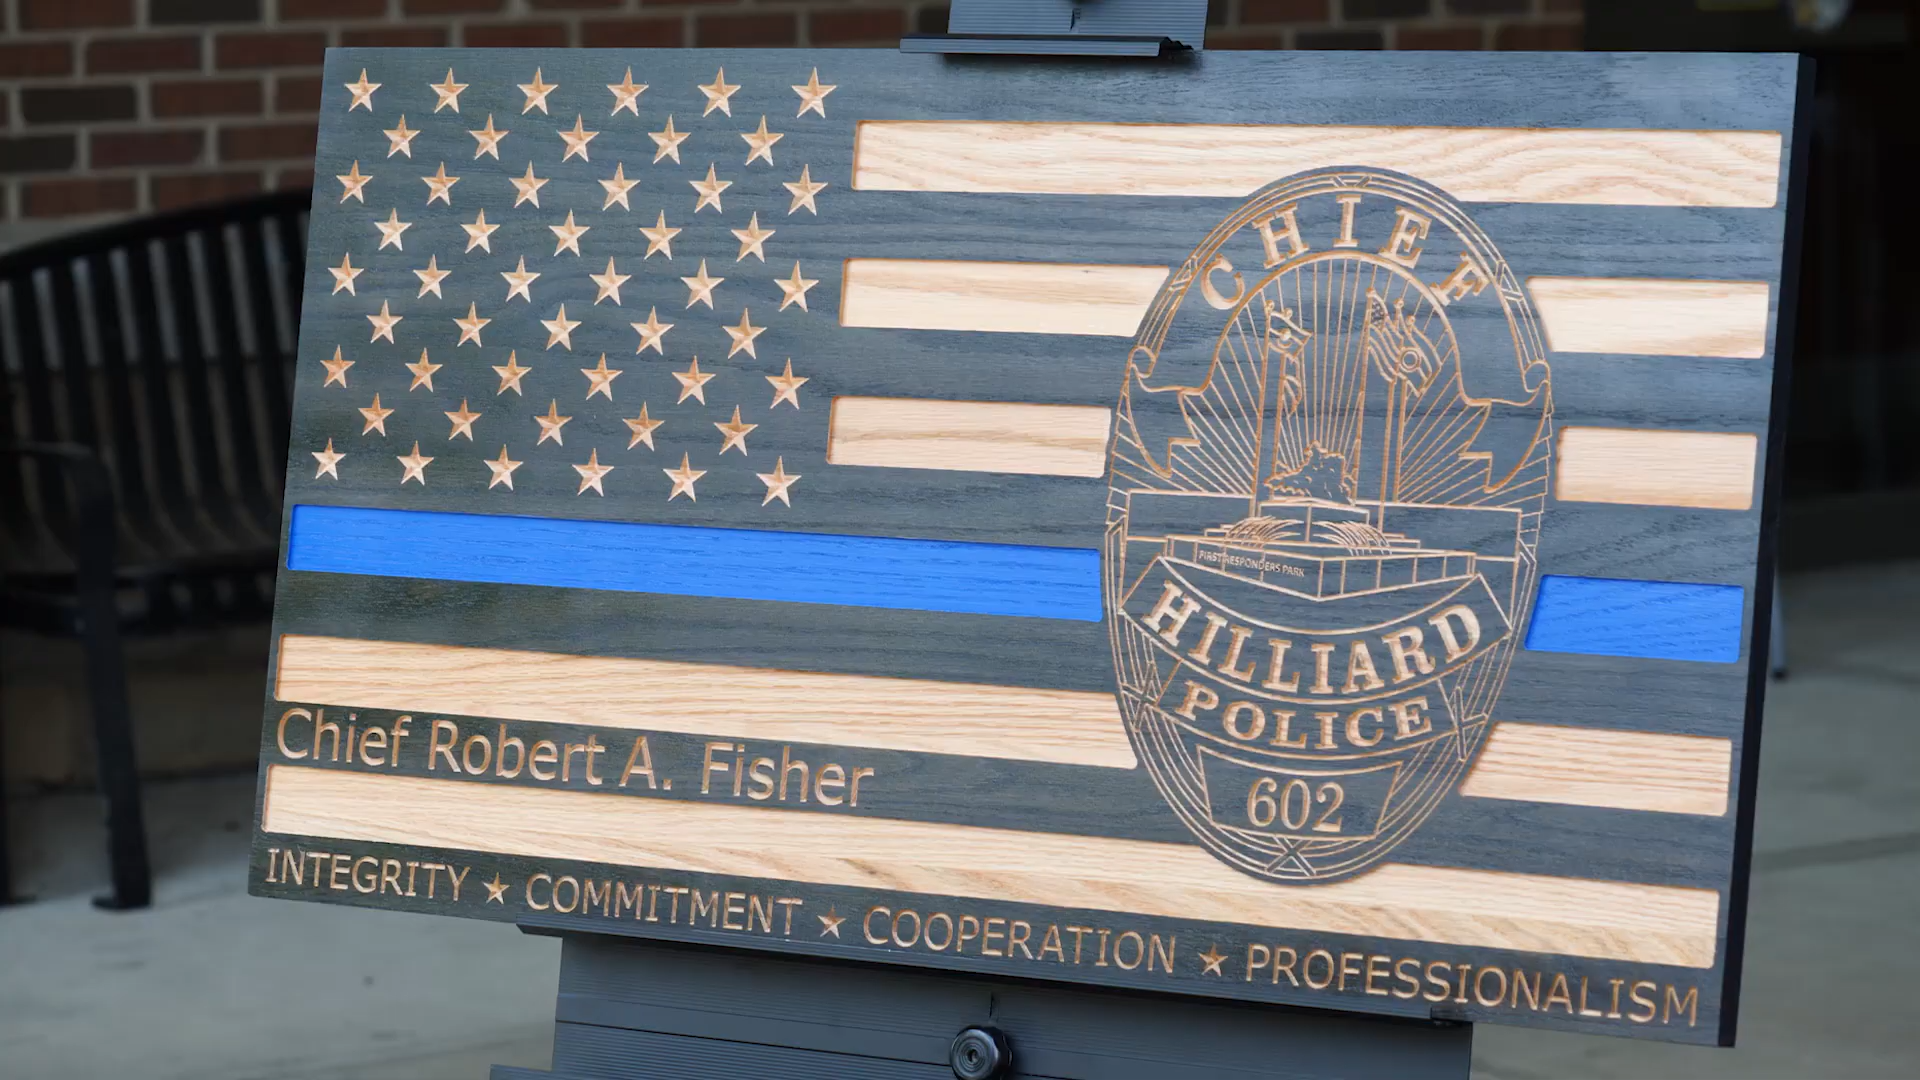 CHIEF
FIRST RESPONDERS PARK
HILLIARD
POLICE
602
Chief Robert A. Fisher
INTEGRITY ★ COMMITMENT ★ COOPERATION ★ PROFESSIONALISM